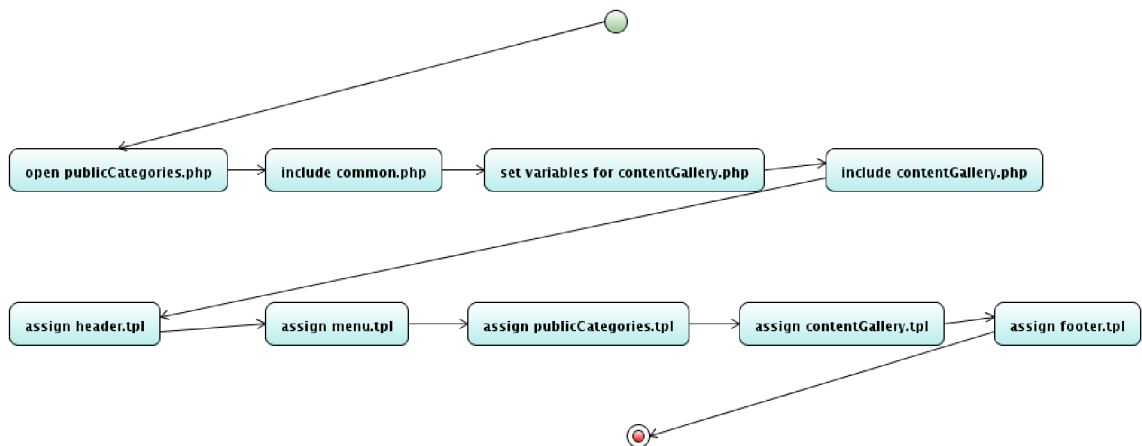 open publicCategories.php
include common.php
set variables for contentGallery.php
include contentGallery.php
assign header.tpl
assign menu.tpl
assign publicCategories.tpl
assign contentGallery.tpl
assign footer.tpl